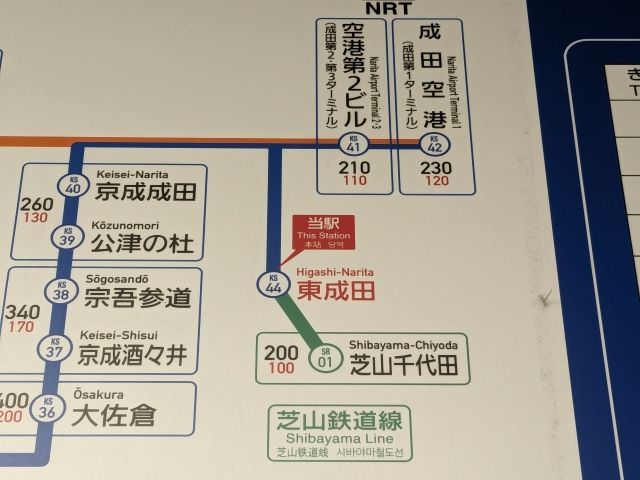 NRT
空港第2ビル
(成田第2・第3ターミナル)
Narita Airport Terminal 2·3
KS
41
210
110
成田空港
(成田第1ターミナル)
Narita Airport Terminal 1
KS
42
230
120
260
130
KS
40
Keisei-Narita
京成成田
KS
39
Kōzunomori
公津の杜
340
170
KS
38
Sōgosandō
宗吾参道
KS
37
Keisei-Shisui
京成酒々井
400
200
KS
36
Ōsakura
大佐倉
当駅
This Station
本站 당역
KS
44
Higashi-Narita
東成田
200
100
SR
01
Shibayama-Chiyoda
芝山千代田
芝山鉄道線
Shibayama Line
芝山铁道线 시바야마철도선